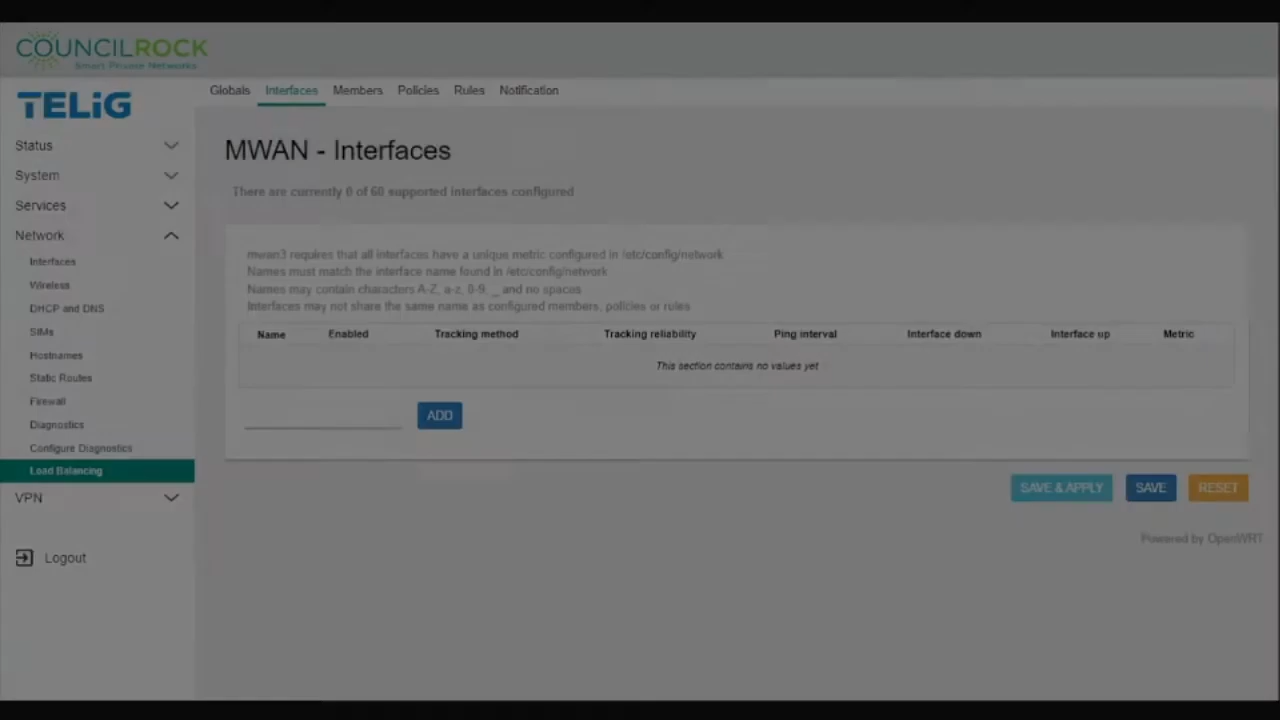 COUNCILROCK
Smart Private Networks
TELiG
Globals Interfaces Members Policies Rules Notification
Status
System
Services
Network
Interfaces
Wireless
DHCP and DNS
SIMs
Hostnames
Static Routes
Firewall
Diagnostics
Configure Diagnostics
Load Balancing
VPN
Logout
MWAN - Interfaces
There are currently 0 of 60 supported interfaces configured
mwan3 requires that all interfaces have a unique metric configured in /etc/config/network
Names must match the interface name found in /etc/config/network
Names may contain characters A-Z, a-z, 0-9, _ and no spaces
Interfaces may not share the same name as configured members, policies or rules
Name Enabled Tracking method Tracking reliability Ping interval Interface down Interface up Metric
This section contains no values yet
ADD
SAVE & APPLY SAVE RESET
Powered by OpenWRT